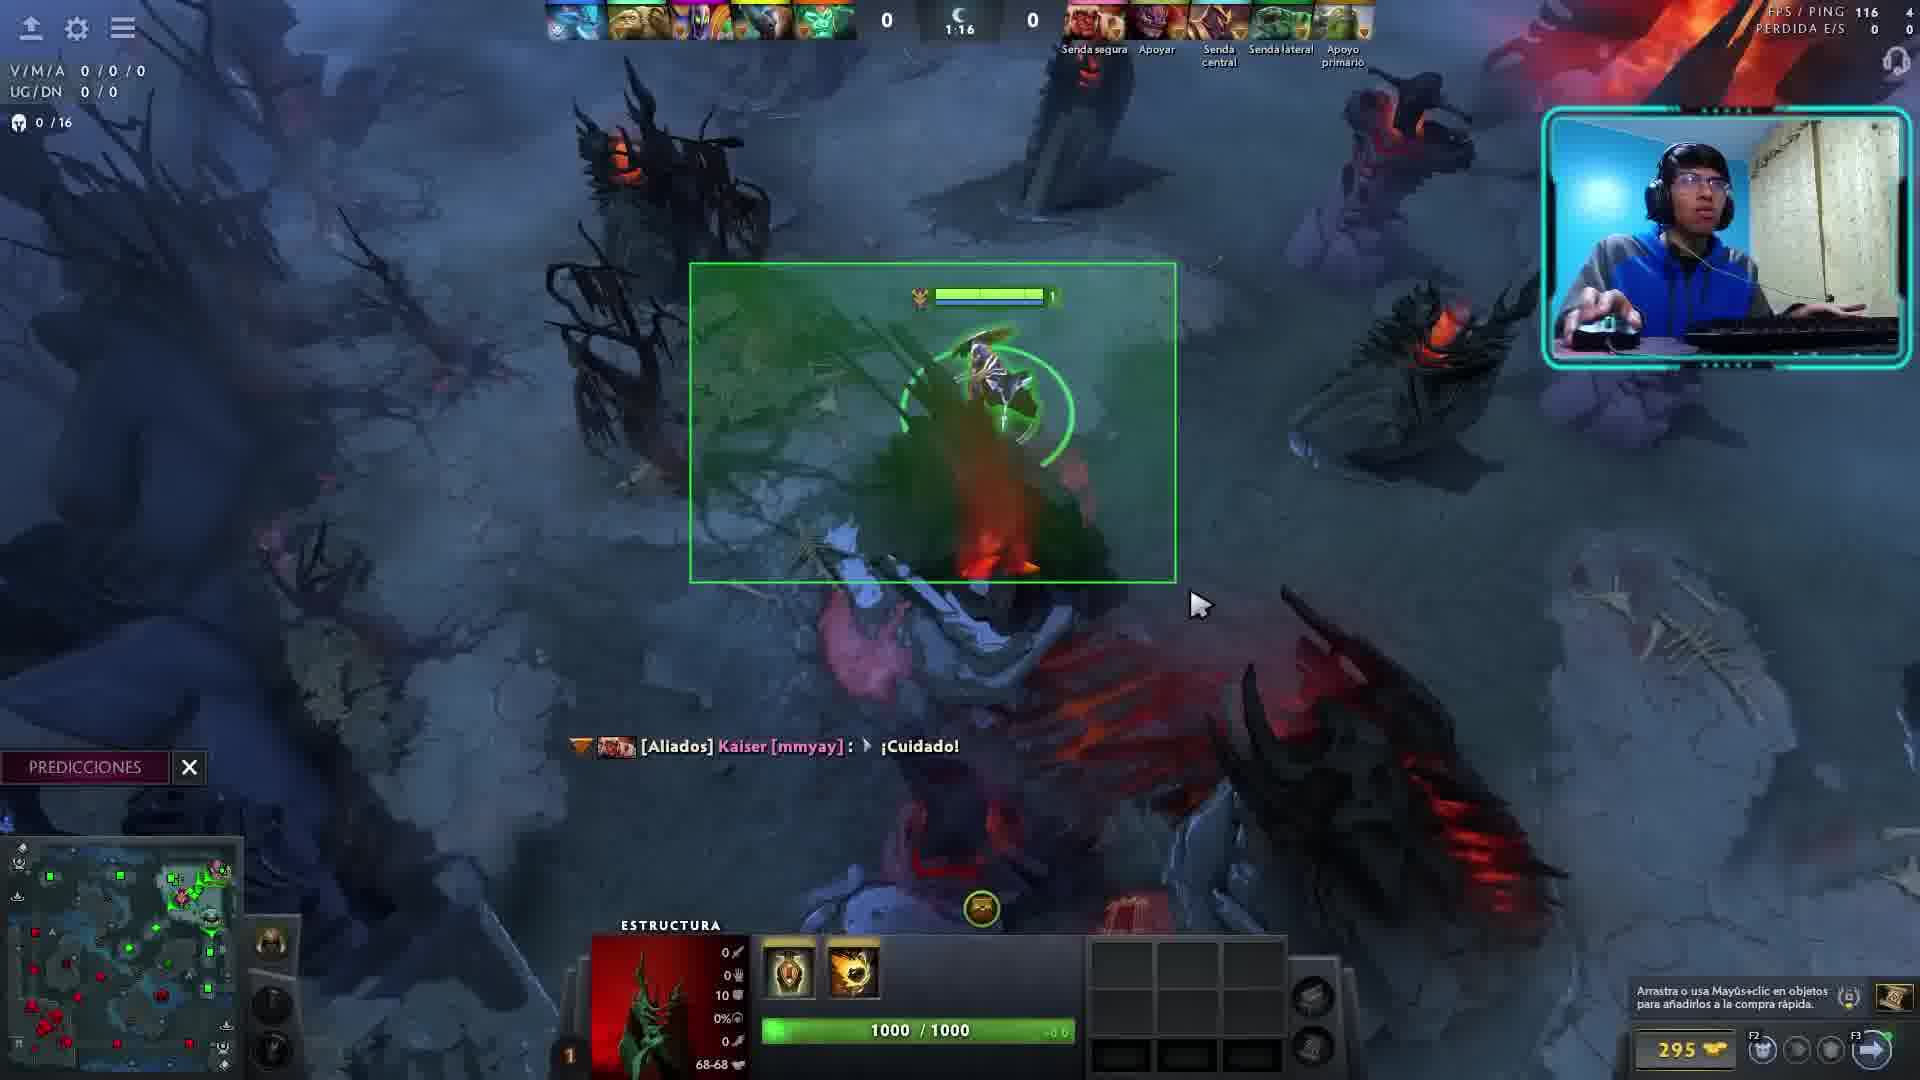 0
1:16
0
FPS / PING 116 4
PERDIDA E/S 0 0
Senda segura
Apoyar
Senda central
Senda lateral
Apoyo primario
V/M/A 0 / 0 / 0
UG/DN 0 / 0
0 / 16
1
[Aliados] Kaiser [mmyay] : ¡Cuidado!
PREDICCIONES X
ESTRUCTURA
0
0
10
0%
0
68-68
1
1000 / 1000
Arrastra o usa Mayús+clic en objetos
para añadirlos a la compra rápida.
295
F2
F3